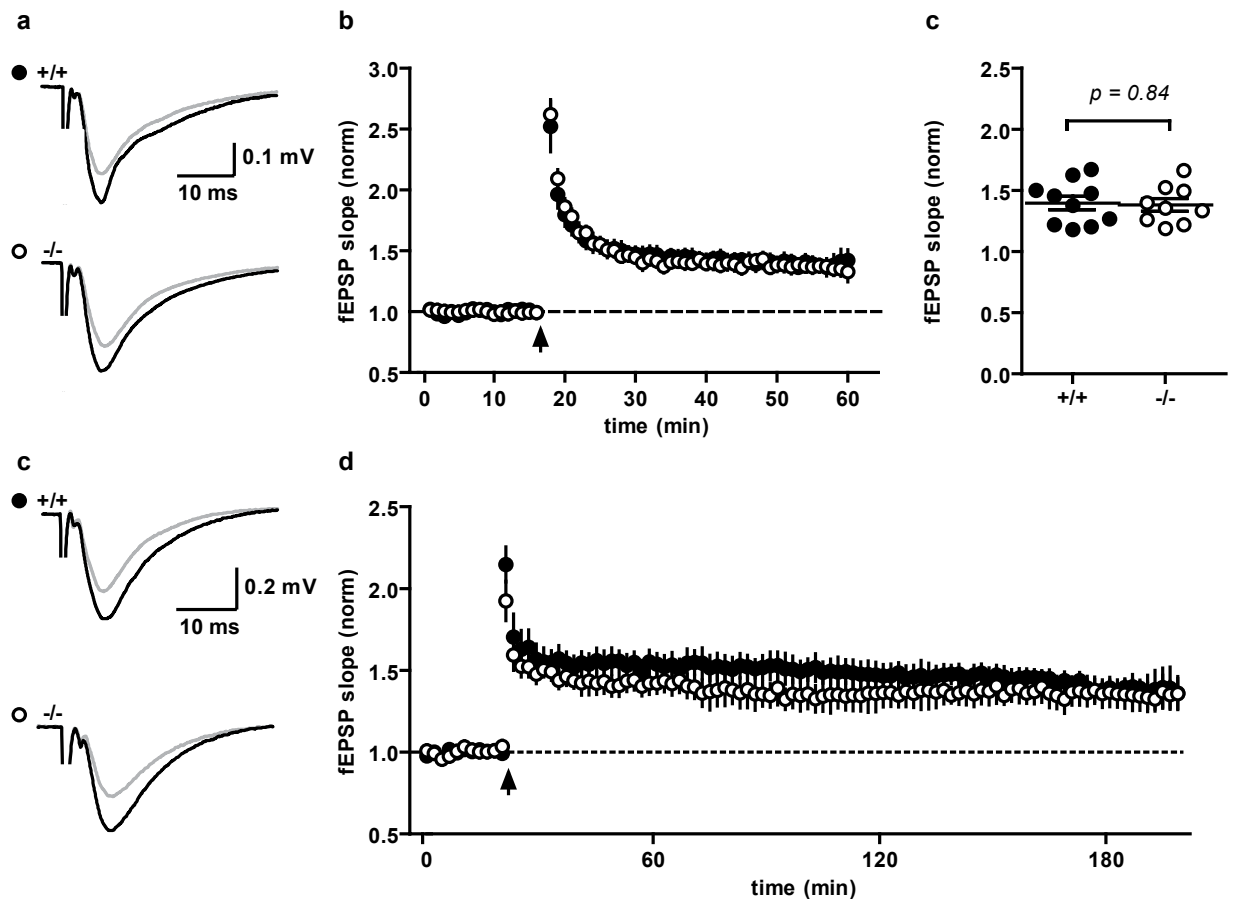 a
+/+
0.1 mV
10 ms
-/-
b
3.0
2.5
2.0
1.5
1.0
0.5
fEPSP slope (norm)
0 10 20 30 40 50 60
time (min)
c
2.5
2.0
1.5
1.0
0.5
0.0
fEPSP slope (norm)
p = 0.84
+/+ -/-
c
+/+
0.2 mV
10 ms
-/-
d
2.5
2.0
1.5
1.0
0.5
fEPSP slope (norm)
0 60 120 180
time (min)